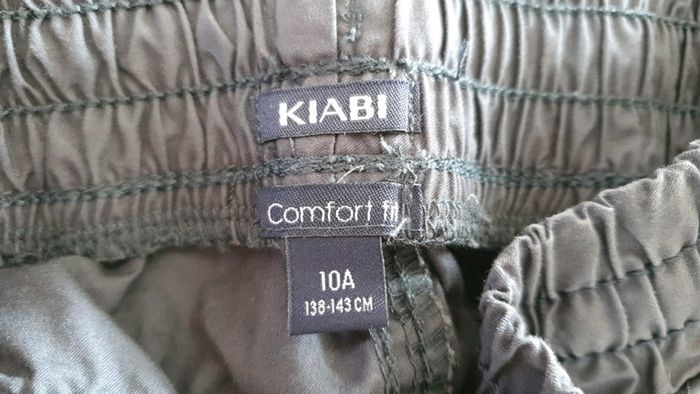 KIABI
Comfort fit
10A
138-143 CM